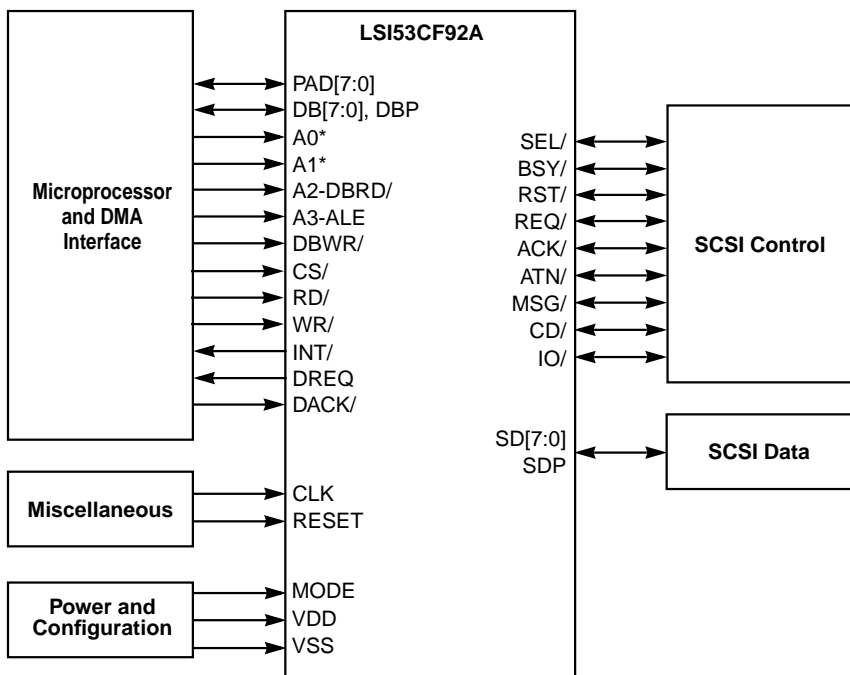 LSI53CF92A
Microprocessor
and DMA
Interface
PAD[7:0]
DB[7:0], DBP
A0*
A1*
A2-DBRD/
A3-ALE
DBWR/
CS/
RD/
WR/
INT/
DREQ
DACK/
SEL/
BSY/
RST/
REQ/
ACK/
ATN/
MSG/
CD/
IO/
SCSI Control
SD[7:0]
SDP
SCSI Data
Miscellaneous
CLK
RESET
Power and
Configuration
MODE
VDD
VSS